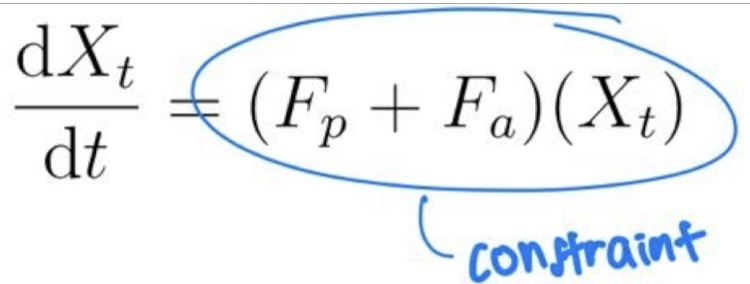 dX_t/dt = (F_p + F_a)(X_t)
constraint